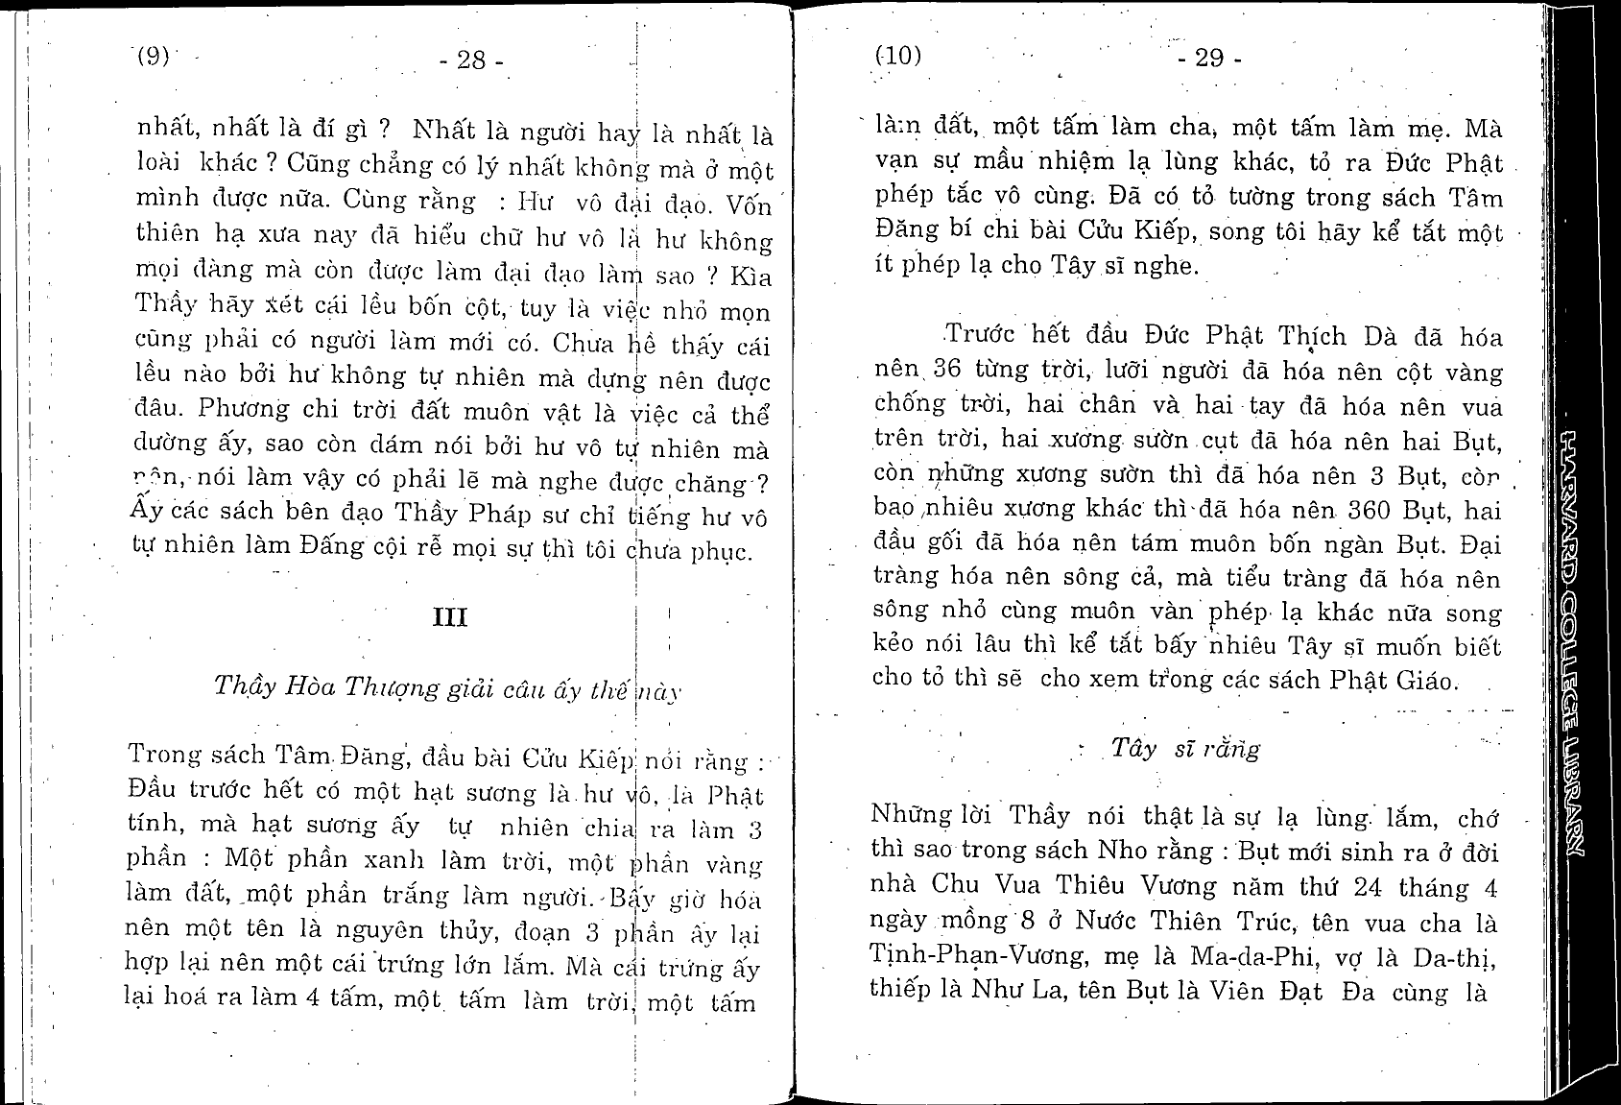 (9)
- 28 -
nhất, nhất là đí gì ? Nhất là người hay là nhất là
loài khác ? Cũng chẳng có lý nhất không mà ở một
mình được nữa. Cùng rằng : Hư vô đại đạo. Vốn
thiên hạ xưa nay đã hiểu chữ hư vô là hư không
mọi đàng mà còn được làm đại đạo làm sao ? Kìa
Thầy hãy xét cái lều bốn cột, tuy là việc nhỏ mọn
cũng phải có người làm mới có. Chưa hề thấy cái
lều nào bởi hư không tự nhiên mà dựng nên được
đâu. Phương chi trời đất muôn vật là việc cả thể
dường ấy, sao còn dám nói bởi hư vô tự nhiên mà
nên, nói làm vậy có phải lẽ mà nghe được chăng ?
Ấy các sách bên đạo Thầy Pháp sư chỉ tiếng hư vô
tự nhiên làm Đấng cội rễ mọi sự thì tôi chưa phục.
III
Thầy Hòa Thượng giải câu ấy thế này
Trong sách Tâm Đăng, đầu bài Cửu Kiếp nói rằng :
Đầu trước hết có một hạt sương là hư vô, là Phật
tính, mà hạt sương ấy tự nhiên chia ra làm 3
phần : Một phần xanh làm trời, một phần vàng
làm đất, một phần trắng làm người. Bấy giờ hóa
nên một tên là nguyên thủy, đoạn 3 phần ấy lại
hợp lại nên một cái trứng lớn lắm. Mà cái trứng ấy
lại hoá ra làm 4 tấm, một tấm làm trời, một tấm
(10)
- 29 -
làm đất, một tấm làm cha, một tấm làm mẹ. Mà
vạn sự mầu nhiệm lạ lùng khác, tỏ ra Đức Phật
phép tắc vô cùng. Đã có tỏ tường trong sách Tâm
Đăng bí chi bài Cửu Kiếp, song tôi hãy kể tắt một
ít phép lạ cho Tây sĩ nghe.
Trước hết đầu Đức Phật Thích Dà đã hóa
nên 36 từng trời, lưỡi người đã hóa nên cột vàng
chống trời, hai chân và hai tay đã hóa nên vua
trên trời, hai xương sườn cụt đã hóa nên hai Bụt,
còn những xương sườn thì đã hóa nên 3 Bụt, còn
bao nhiêu xương khác thì đã hóa nên 360 Bụt, hai
đầu gối đã hóa nên tám muôn bốn ngàn Bụt. Đại
tràng hóa nên sông cả, mà tiểu tràng đã hóa nên
sông nhỏ cùng muôn vàn phép lạ khác nữa song
kẻo nói lâu thì kể tắt bấy nhiêu Tây sĩ muốn biết
cho tỏ thì sẽ cho xem trong các sách Phật Giáo.
Tây sĩ rằng
Những lời Thầy nói thật là sự lạ lùng lắm, chớ
thì sao trong sách Nho rằng : Bụt mới sinh ra ở đời
nhà Chu Vua Thiêu Vương năm thứ 24 tháng 4
ngày mồng 8 ở Nước Thiên Trúc, tên vua cha là
Tịnh-Phạn-Vương, mẹ là Ma-da-Phi, vợ là Da-thị,
thiếp là Như La, tên Bụt là Viên Đạt Đa cùng là
HARVARD COLLEGE LIBRARY